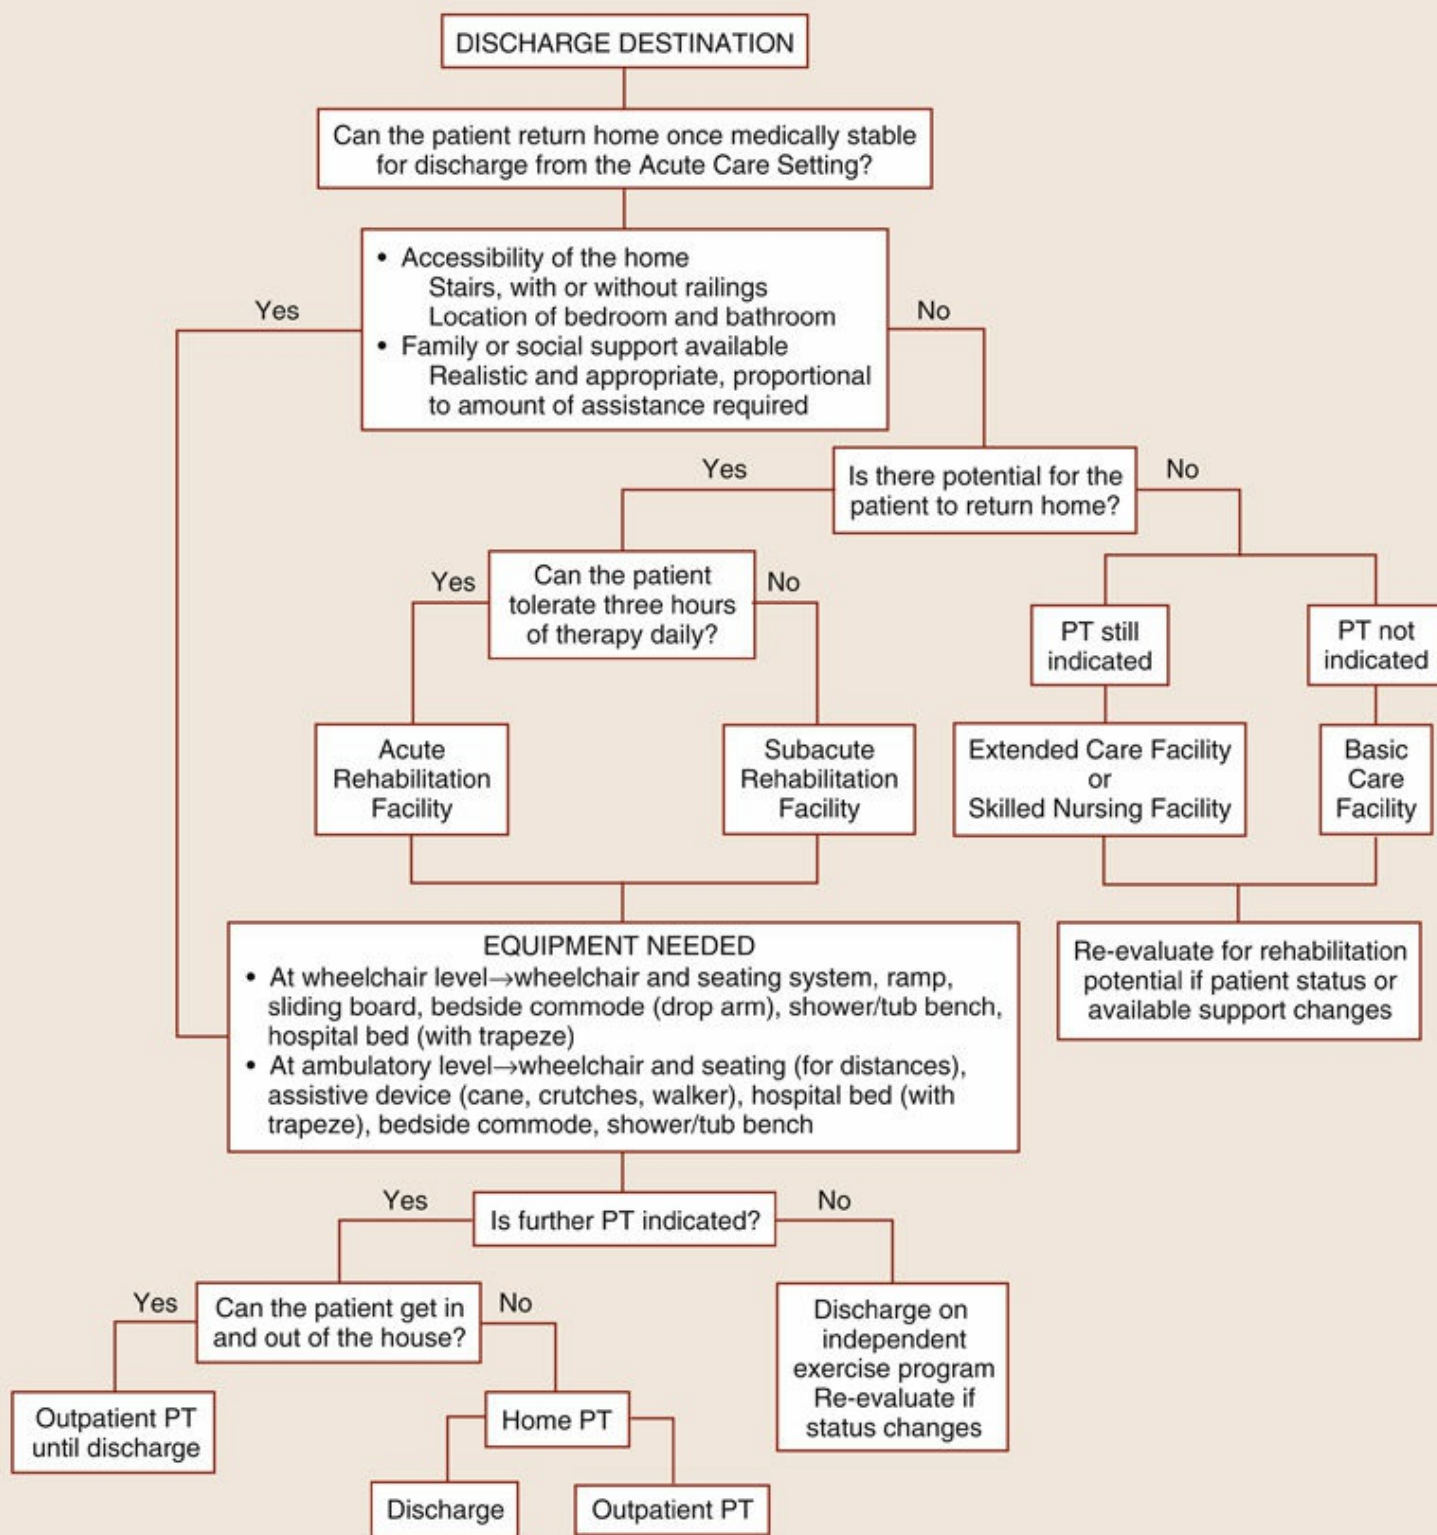 DISCHARGE DESTINATION
Can the patient return home once medically stable
for discharge from the Acute Care Setting?
• Accessibility of the home
Stairs, with or without railings
Location of bedroom and bathroom
• Family or social support available
Realistic and appropriate, proportional
to amount of assistance required
Yes
No
Is there potential for the
patient to return home?
Yes
No
Can the patient
tolerate three hours
of therapy daily?
Yes
No
PT still
indicated
PT not
indicated
Acute
Rehabilitation
Facility
Subacute
Rehabilitation
Facility
Extended Care Facility
or
Skilled Nursing Facility
Basic
Care
Facility
EQUIPMENT NEEDED
• At wheelchair level→wheelchair and seating system, ramp,
sliding board, bedside commode (drop arm), shower/tub bench,
hospital bed (with trapeze)
• At ambulatory level→wheelchair and seating (for distances),
assistive device (cane, crutches, walker), hospital bed (with
trapeze), bedside commode, shower/tub bench
Re-evaluate for rehabilitation
potential if patient status or
available support changes
Is further PT indicated?
Yes
No
Can the patient get in
and out of the house?
Yes
No
Discharge on
independent
exercise program
Re-evaluate if
status changes
Outpatient PT
until discharge
Home PT
Discharge
Outpatient PT